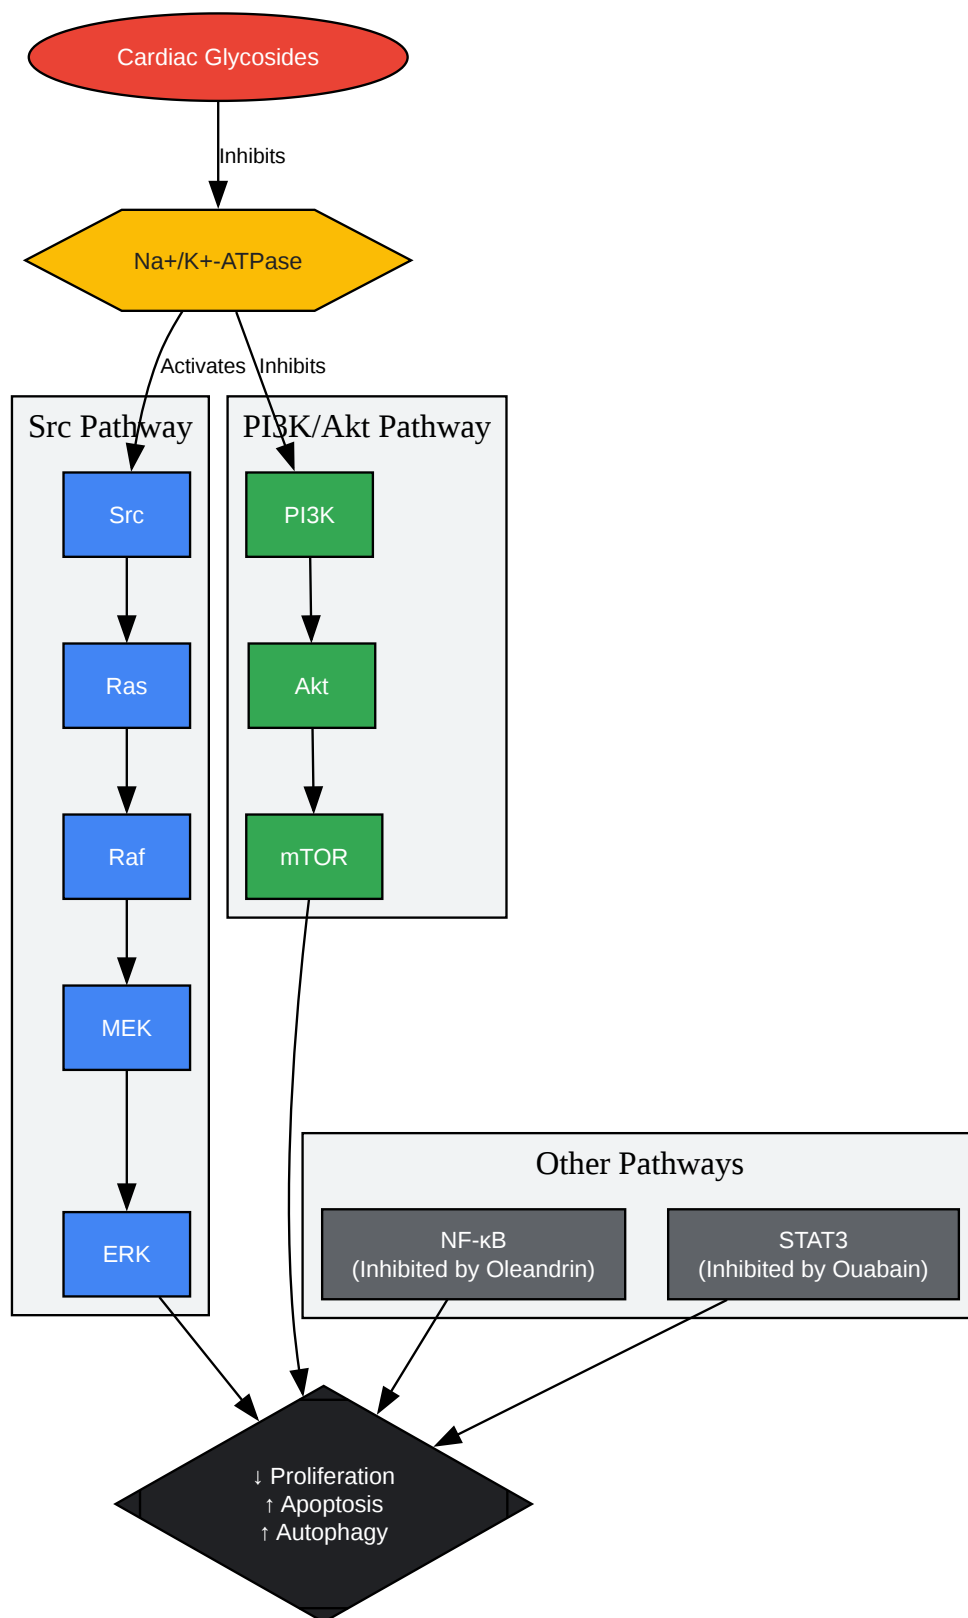 Cardiac Glycosides
Inhibits
Na+/K+-ATPase
Activates
Inhibits
Src Pathway
PI3K/Akt Pathway
Src
PI3K
Ras
Akt
Raf
mTOR
MEK
Other Pathways
ERK
NF-κB
(Inhibited by Oleandrin)
STAT3
(Inhibited by Ouabain)
↓ Proliferation
↑ Apoptosis
↑ Autophagy